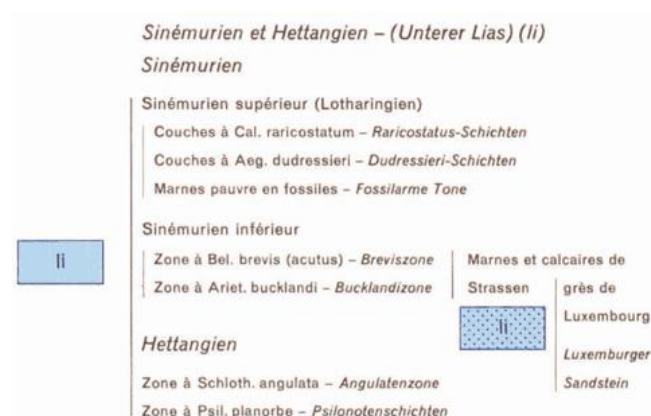 Sinémurien et Hettangien – (Unterer Lias) (li)
Sinémurien
Sinémurien supérieur (Lotharingien)
Couches à Cal. raricostatum – Raricostatus-Schichten
Couches à Aeg. dudressieri – Dudressieri-Schichten
Marnes pauvre en fossiles – Fossilarme Tone
Sinémurien inférieur
li
Zone à Bel. brevis (acutus) – Breviszone
Zone à Ariet. bucklandi – Bucklandizone
Marnes et calcaires de
Strassen
grès de
Luxembourg
li
Luxemburger
Sandstein
Hettangien
Zone à Schloth. angulata – Angulatenzone
Zone à Psil. planorbe – Psilonotenschichten